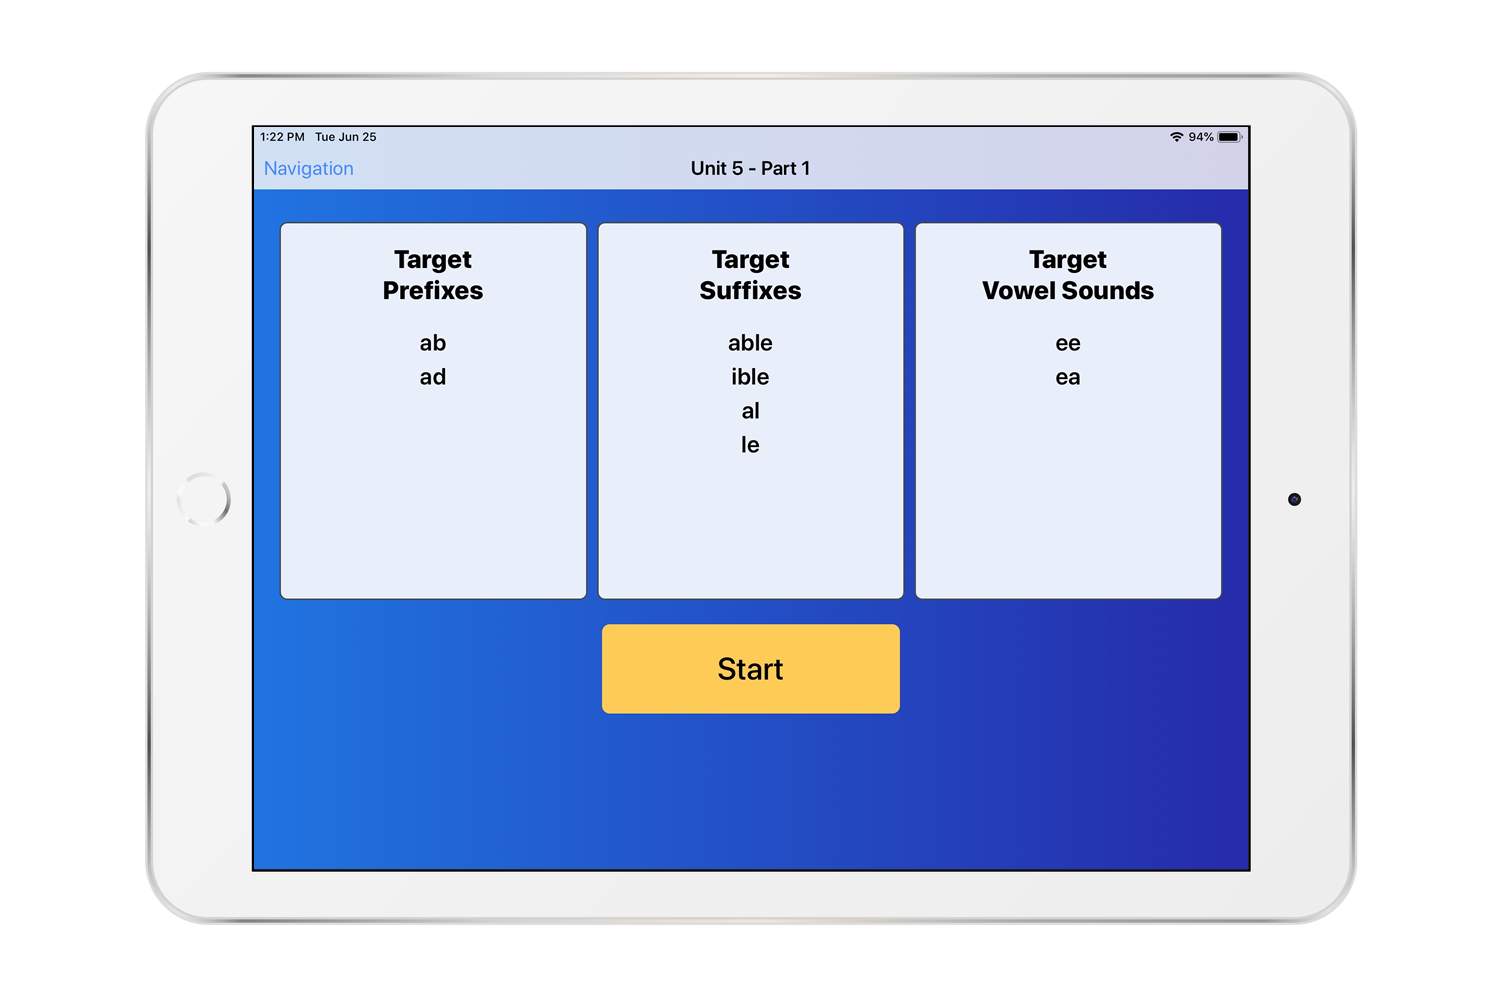 1:22 PM Tue Jun 25
94%
Navigation
Unit 5 - Part 1
Target
Prefixes
ab
ad
Target
Suffixes
able
ible
al
le
Target
Vowel Sounds
ee
ea
Start